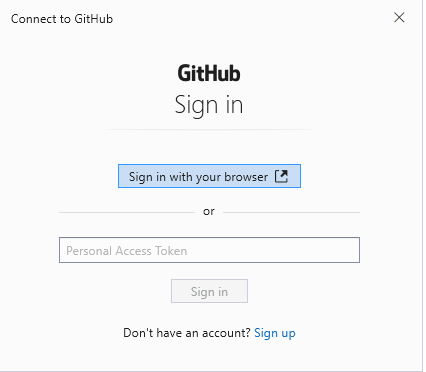 Connect to GitHub
GitHub
Sign in
Sign in with your browser
or
Personal Access Token
Sign in
Don't have an account? Sign up